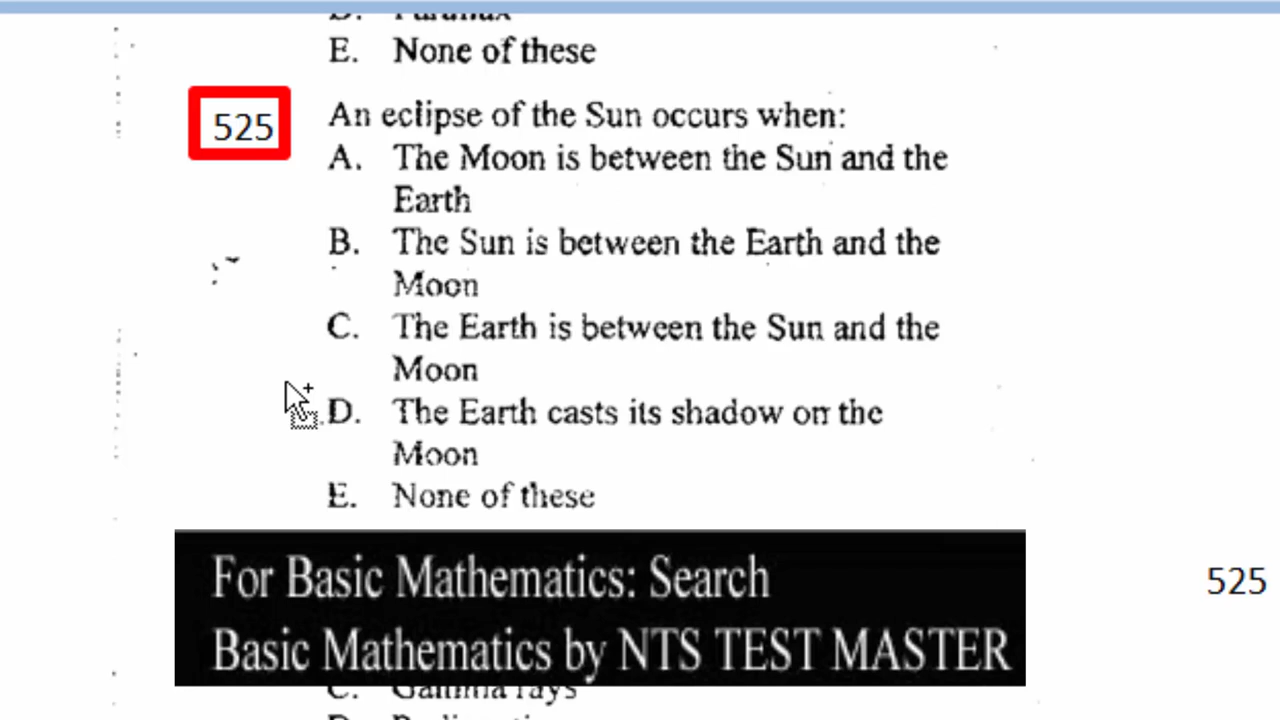 E. None of these
525
An eclipse of the Sun occurs when:
A. The Moon is between the Sun and the
Earth
B. The Sun is between the Earth and the
Moon
C. The Earth is between the Sun and the
Moon
D. The Earth casts its shadow on the
Moon
E. None of these
For Basic Mathematics: Search
Basic Mathematics by NTS TEST MASTER
525
C. Gamma rays